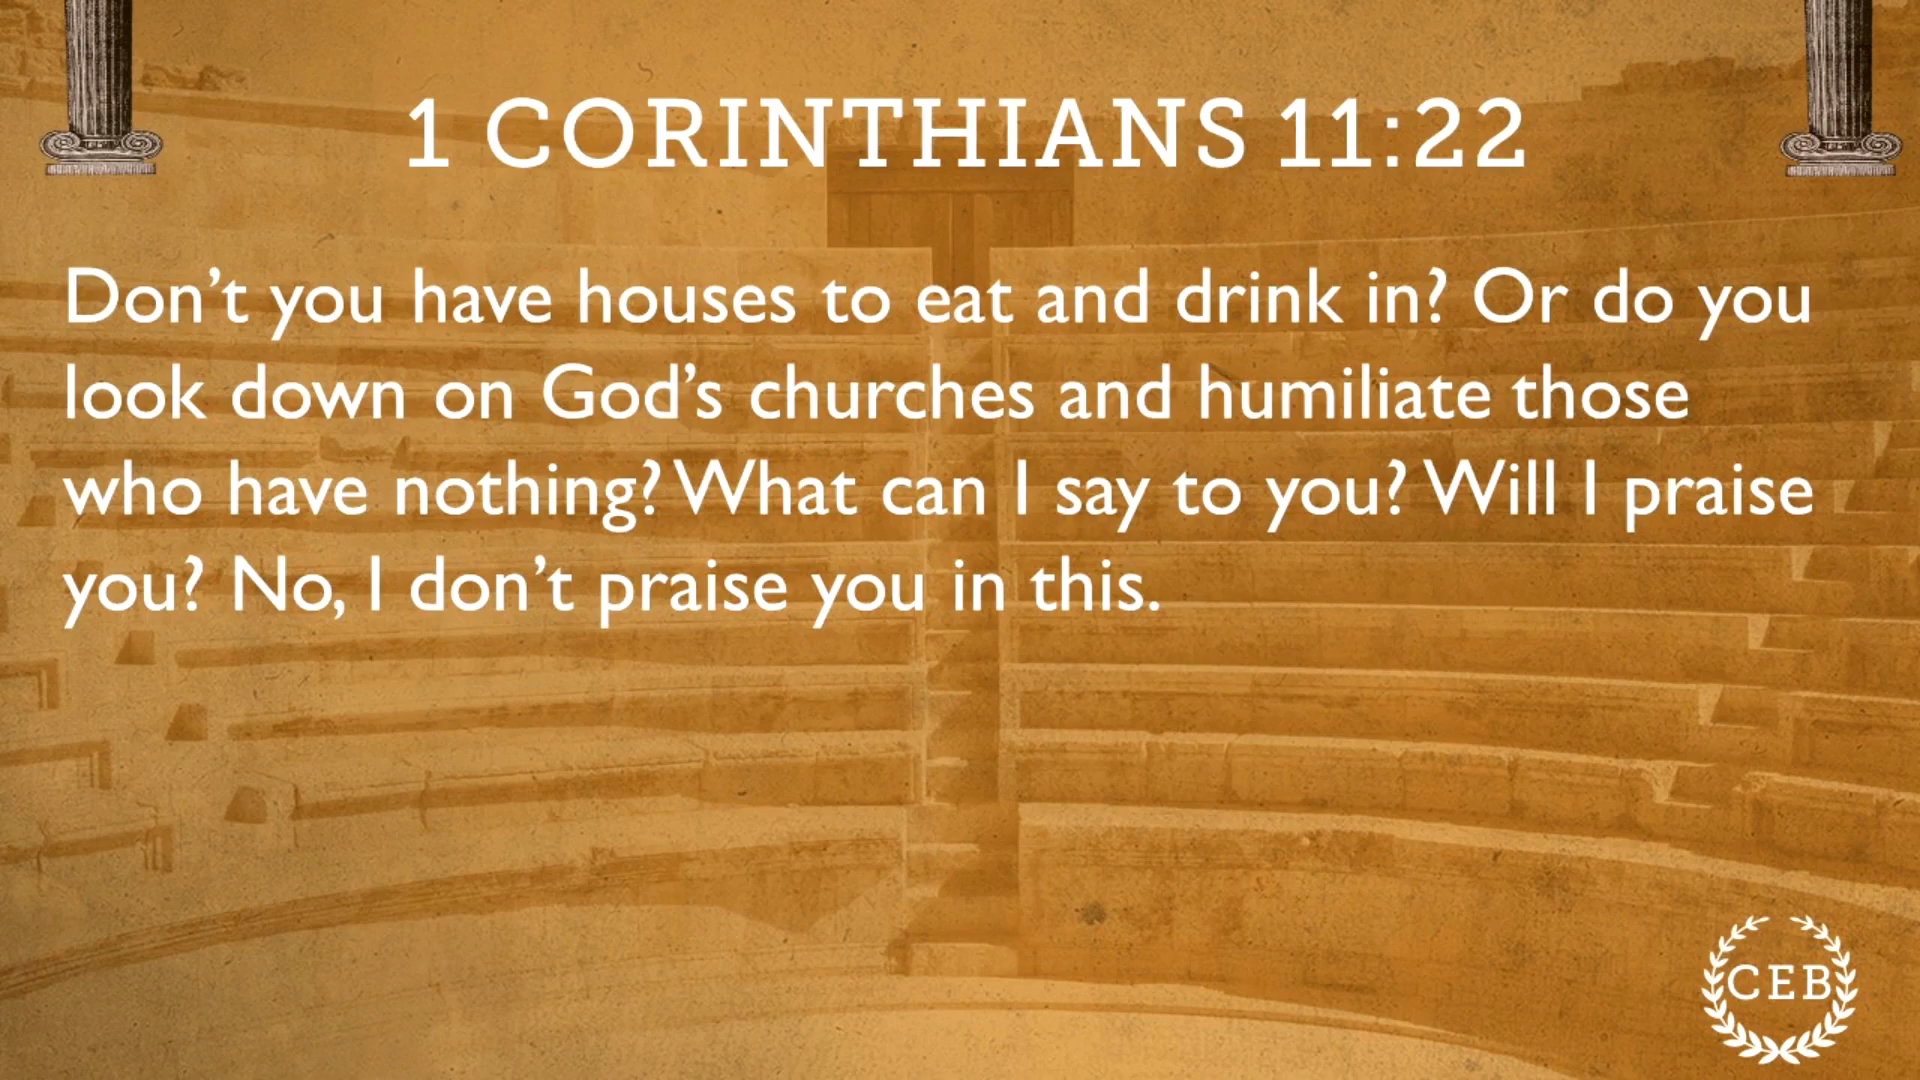 1 CORINTHIANS 11:22
Don’t you have houses to eat and drink in? Or do you
look down on God’s churches and humiliate those
who have nothing? What can I say to you? Will I praise
you? No, I don’t praise you in this.
CEB